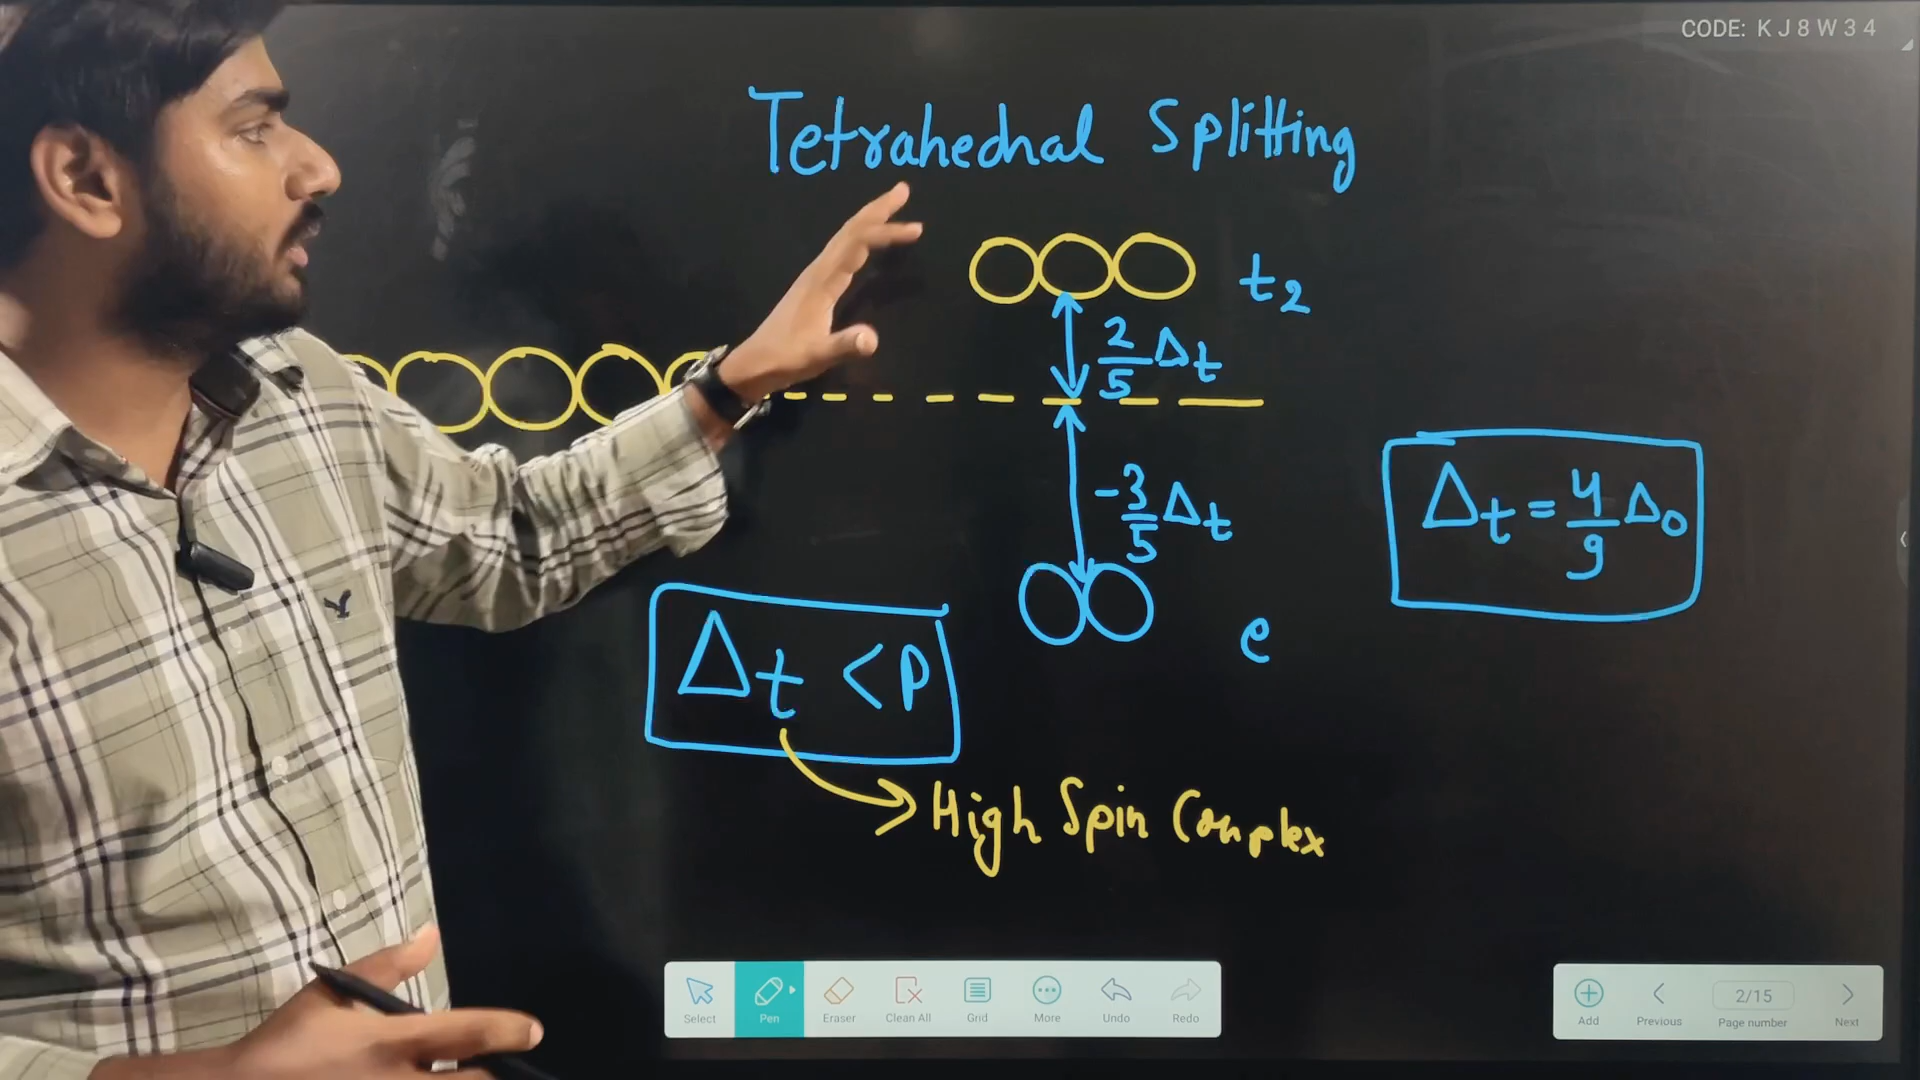 CODE: KJ8W34
Tetrahedral Splitting
t₂
2/5 Δt
-3/5 Δt
Δt = 4/9 Δo
e
Δt < P
High Spin Complex
Select
Pen
Eraser
Clean All
Grid
More
Undo
Redo
Add
Previous
2/15
Page number
Next